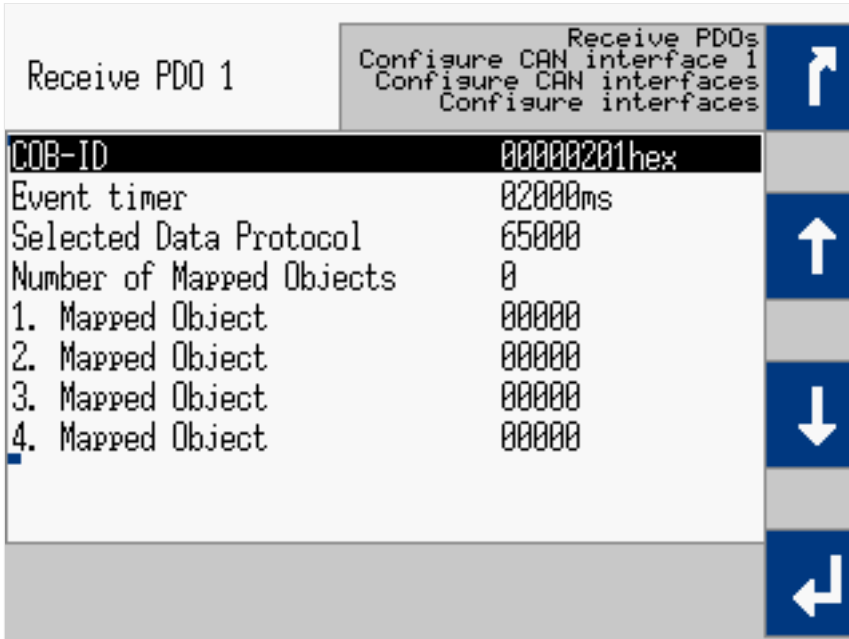 Receive PDO 1
Receive PDOs
Configure CAN interface 1
Configure CAN interfaces
Configure interfaces
COB-ID 00000201hex
Event timer 02000ms
Selected Data Protocol 65000
Number of Mapped Objects 0
1. Mapped Object 00000
2. Mapped Object 00000
3. Mapped Object 00000
4. Mapped Object 00000